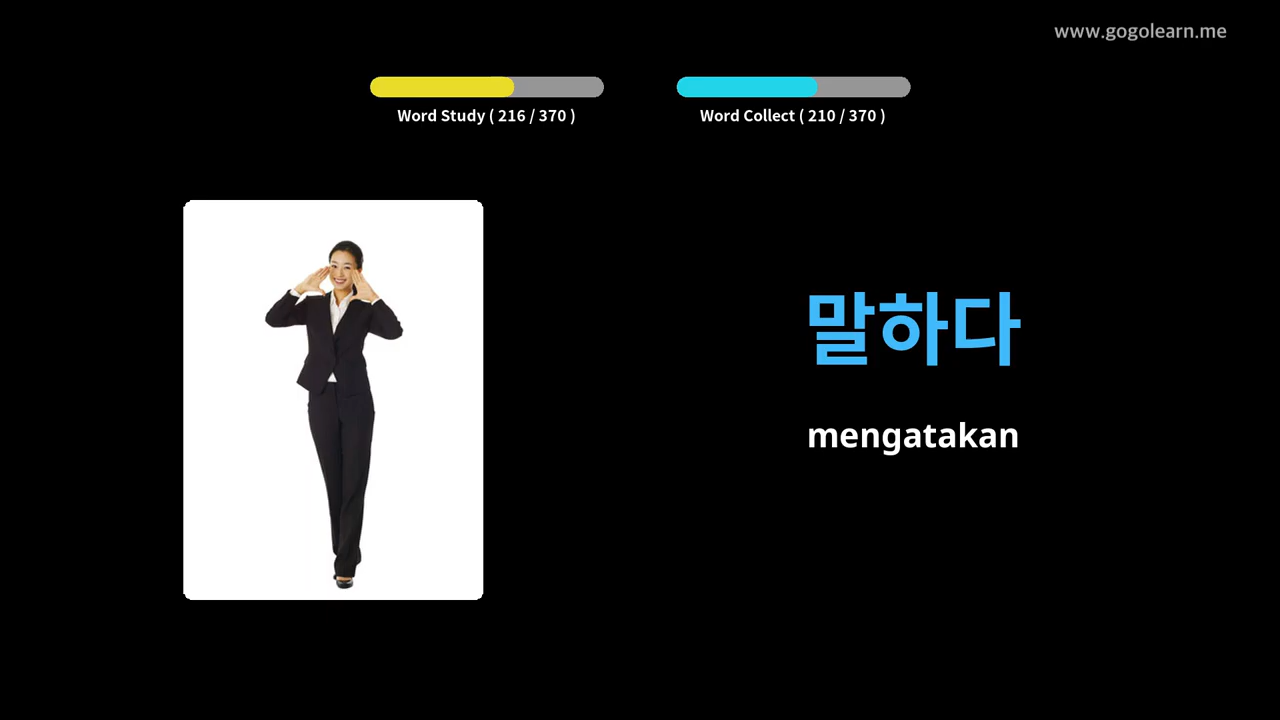 www.gogolearn.me
Word Study ( 216 / 370 )
Word Collect ( 210 / 370 )
말하다
mengatakan